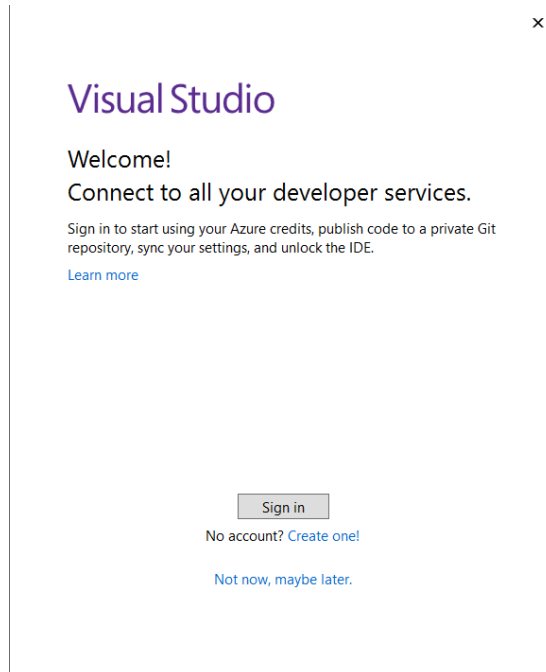 Visual Studio
Welcome!
Connect to all your developer services.
Sign in to start using your Azure credits, publish code to a private Git
repository, sync your settings, and unlock the IDE.
Learn more
Sign in
No account? Create one!
Not now, maybe later.